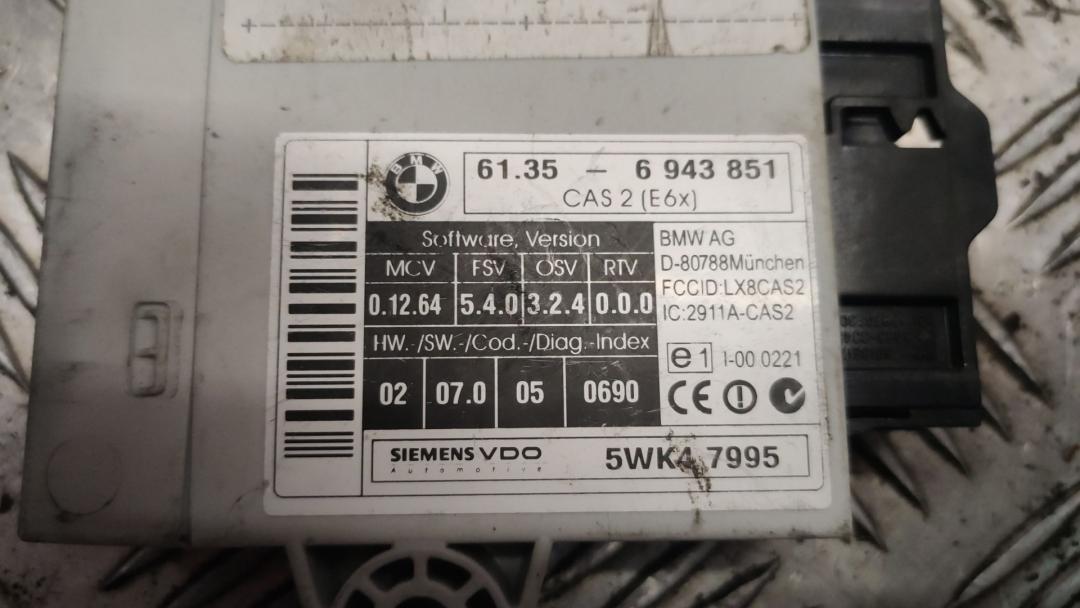 BMW
61.35 – 6 943 851
CAS 2 (E6x)
Software, Version
MCV FSV OSV RTV
0.12.64 5.4.0 3.2.4 0.0.0
HW.-/SW.-/Cod.-/Diag.-Index
02 07.0 05 0690
BMW AG
D-80788München
FCCID:LX8CAS2
IC:2911A-CAS2
e1 I-00 0221
CE
SIEMENS VDO
Automotive
5WK4 7995